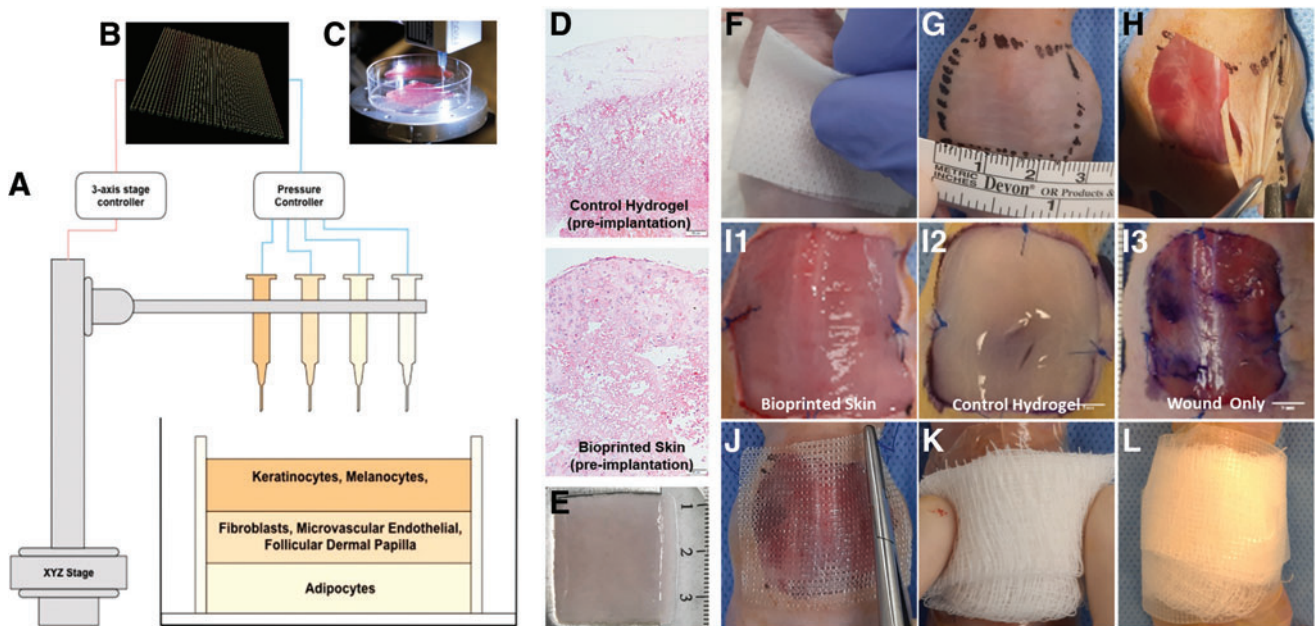 A
B
C
3-axis stage
controller
Pressure
Controller
XYZ Stage
Keratinocytes, Melanocytes,
Fibroblasts, Microvascular Endothelial,
Follicular Dermal Papilla
Adipocytes
D
Control Hydrogel
(pre-implantation)
Bioprinted Skin
(pre-implantation)
E
1
2
3
F
G
1 2 3
METRIC
INCHES Devon® OR Products &
1
H
I1
Bioprinted Skin
I2
Control Hydrogel
I3
Wound Only
J
K
L